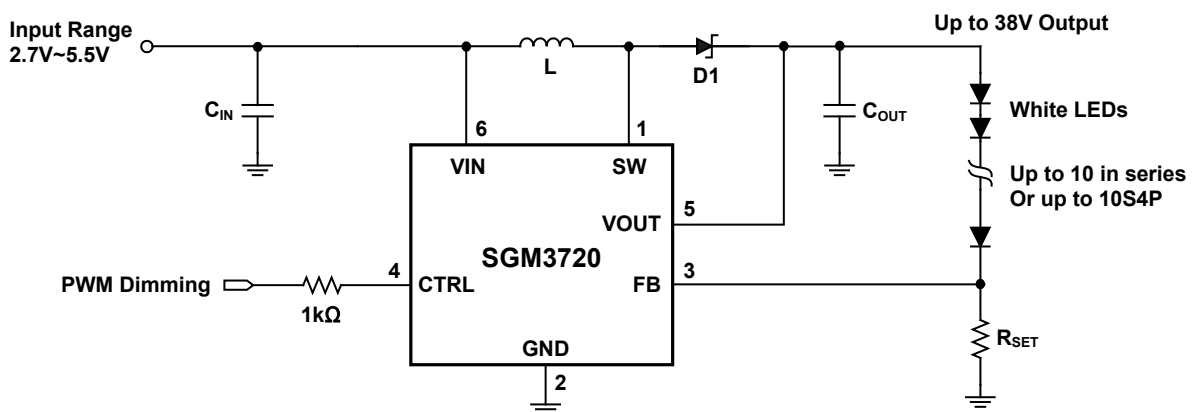 Input Range
2.7V~5.5V
Up to 38V Output
L
D1
CIN
COUT
White LEDs
6
1
VIN
SW
Up to 10 in series
Or up to 10S4P
VOUT
5
SGM3720
PWM Dimming
1kΩ
4
CTRL
FB
3
RSET
GND
2